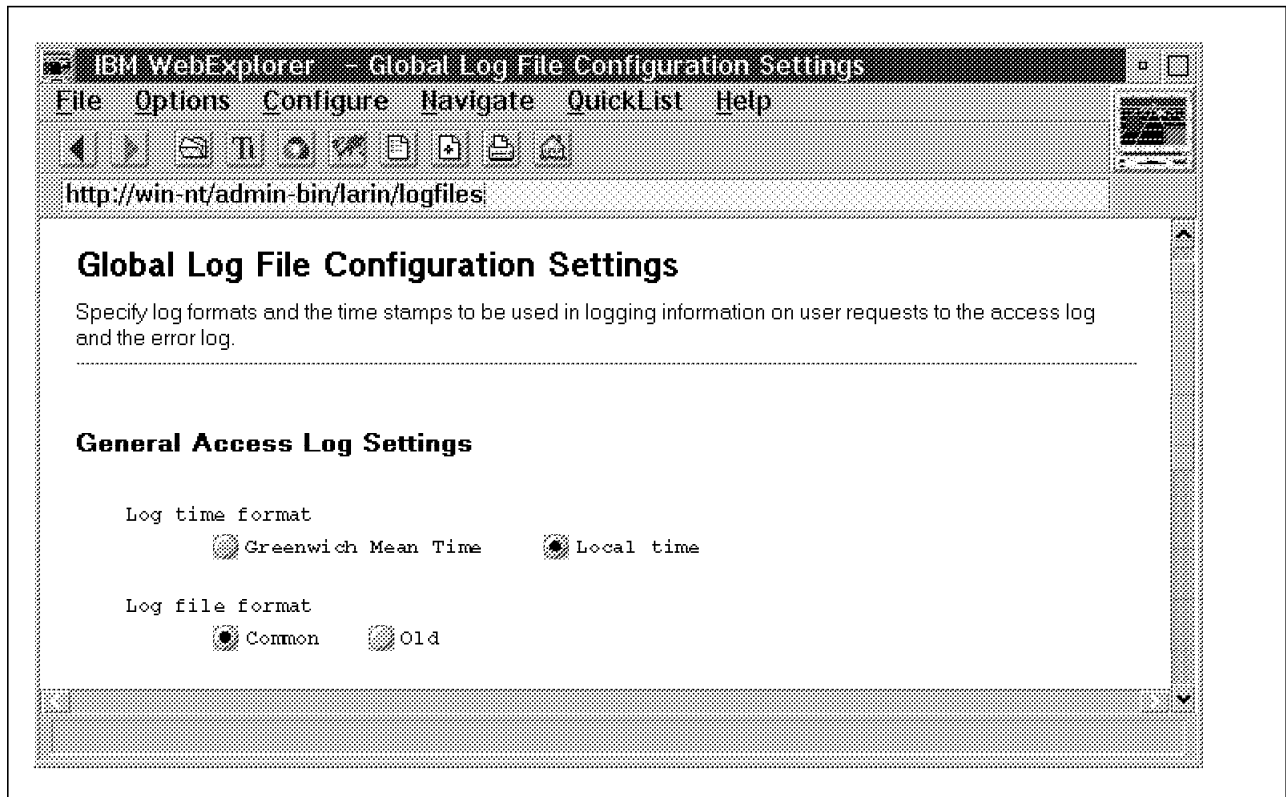 IBM WebExplorer - Global Log File Configuration Settings
File Options Configure Navigate QuickList Help
http://win-nt/admin-bin/larin/logfiles
Global Log File Configuration Settings
Specify log formats and the time stamps to be used in logging information on user requests to the access log
and the error log.
General Access Log Settings
Log time format
Greenwich Mean Time Local time
Log file format
Common Old